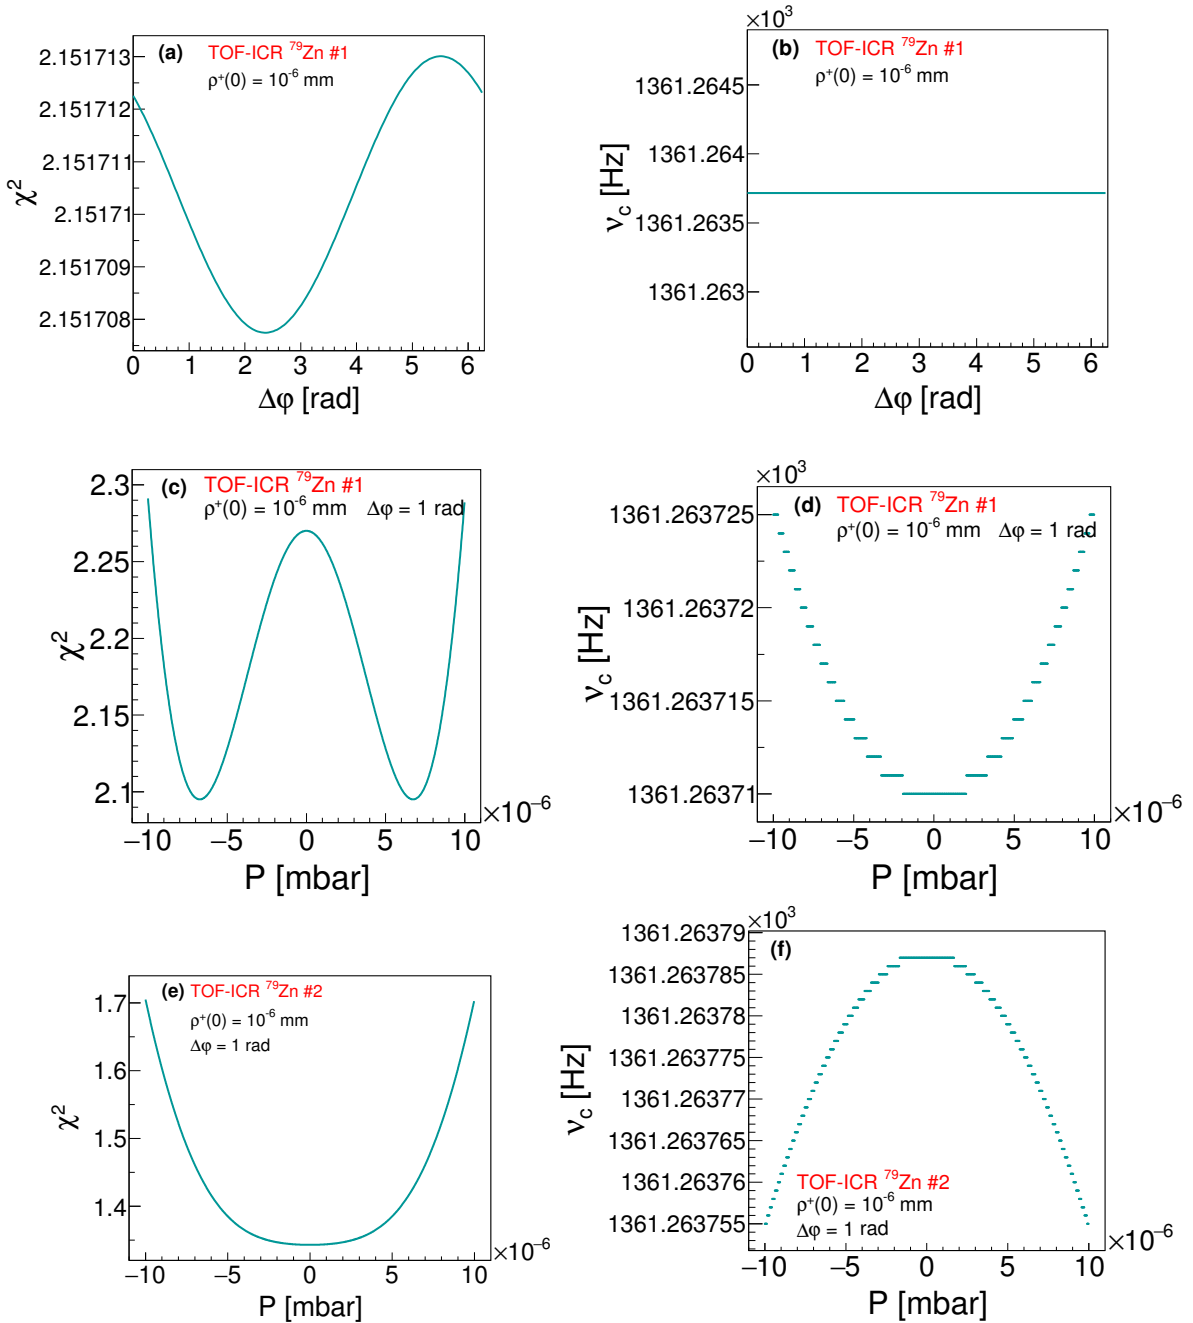 (a) TOF-ICR ⁷⁹Zn #1
ρ⁺(0) = 10⁻⁶ mm
2.151713
2.151712
2.151711
2.15171
2.151709
2.151708
χ²
0 1 2 3 4 5 6
Δφ [rad]
×10³
(b) TOF-ICR ⁷⁹Zn #1
ρ⁺(0) = 10⁻⁶ mm
1361.2645
1361.264
1361.2635
1361.263
ν_c [Hz]
0 1 2 3 4 5 6
Δφ [rad]
(c) TOF-ICR ⁷⁹Zn #1
ρ⁺(0) = 10⁻⁶ mm Δφ = 1 rad
2.3
2.25
2.2
2.15
2.1
χ²
×10⁻⁶
−10 −5 0 5 10
P [mbar]
×10³
(d) TOF-ICR ⁷⁹Zn #1
ρ⁺(0) = 10⁻⁶ mm Δφ = 1 rad
1361.263725
1361.26372
1361.263715
1361.26371
ν_c [Hz]
×10⁻⁶
−10 −5 0 5 10
P [mbar]
(e) TOF-ICR ⁷⁹Zn #2
ρ⁺(0) = 10⁻⁶ mm
Δφ = 1 rad
1.7
1.6
1.5
1.4
χ²
×10⁻⁶
−10 −5 0 5 10
P [mbar]
×10³
(f)
1361.26379
1361.263785
1361.26378
1361.263775
1361.26377
1361.263765
1361.26376
1361.263755
ν_c [Hz]
TOF-ICR ⁷⁹Zn #2
ρ⁺(0) = 10⁻⁶ mm
Δφ = 1 rad
×10⁻⁶
−10 −5 0 5 10
P [mbar]